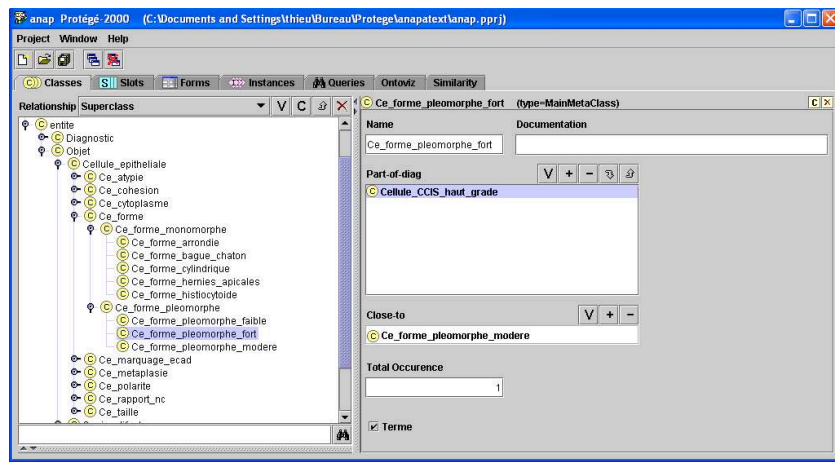 anap Protégé-2000 (C:\Documents and Settings\thieu\Bureau\Protege\anapatext\anap.pprj)
Project Window Help
Classes Slots Forms Instances Queries Ontoviz Similarity
Relationship Superclass V C
Ce_forme_pleomorphe_fort (type=MainMetaClass) C ×
entite
Diagnostic
Objet
Cellule_epitheliale
Ce_atypie
Ce_cohesion
Ce_cytoplasme
Ce_forme
Ce_forme_monomorphe
Ce_forme_arrondie
Ce_forme_bague_chaton
Ce_forme_cylindrique
Ce_forme_hernies_apicales
Ce_forme_histiocytoide
Ce_forme_pleomorphe
Ce_forme_pleomorphe_faible
Ce_forme_pleomorphe_fort
Ce_forme_pleomorphe_modere
Ce_marquage_ecad
Ce_metaplasie
Ce_polarite
Ce_rapport_nc
Ce_taille
Name Documentation
Ce_forme_pleomorphe_fort
Part-of-diag V + −
Cellule_CCIS_haut_grade
Close-to V + −
Ce_forme_pleomorphe_modere
Total Occurence
1
Terme